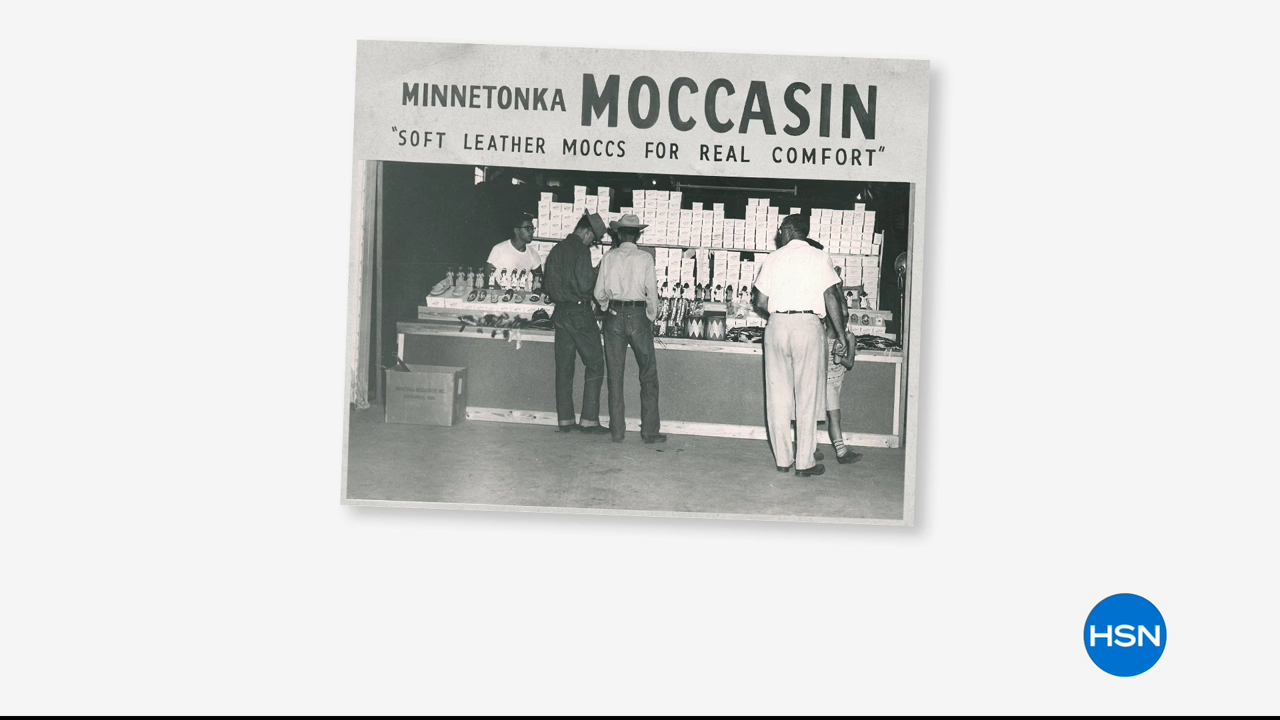 MINNETONKA MOCCASIN
"SOFT LEATHER MOCCS FOR REAL COMFORT"
HSN